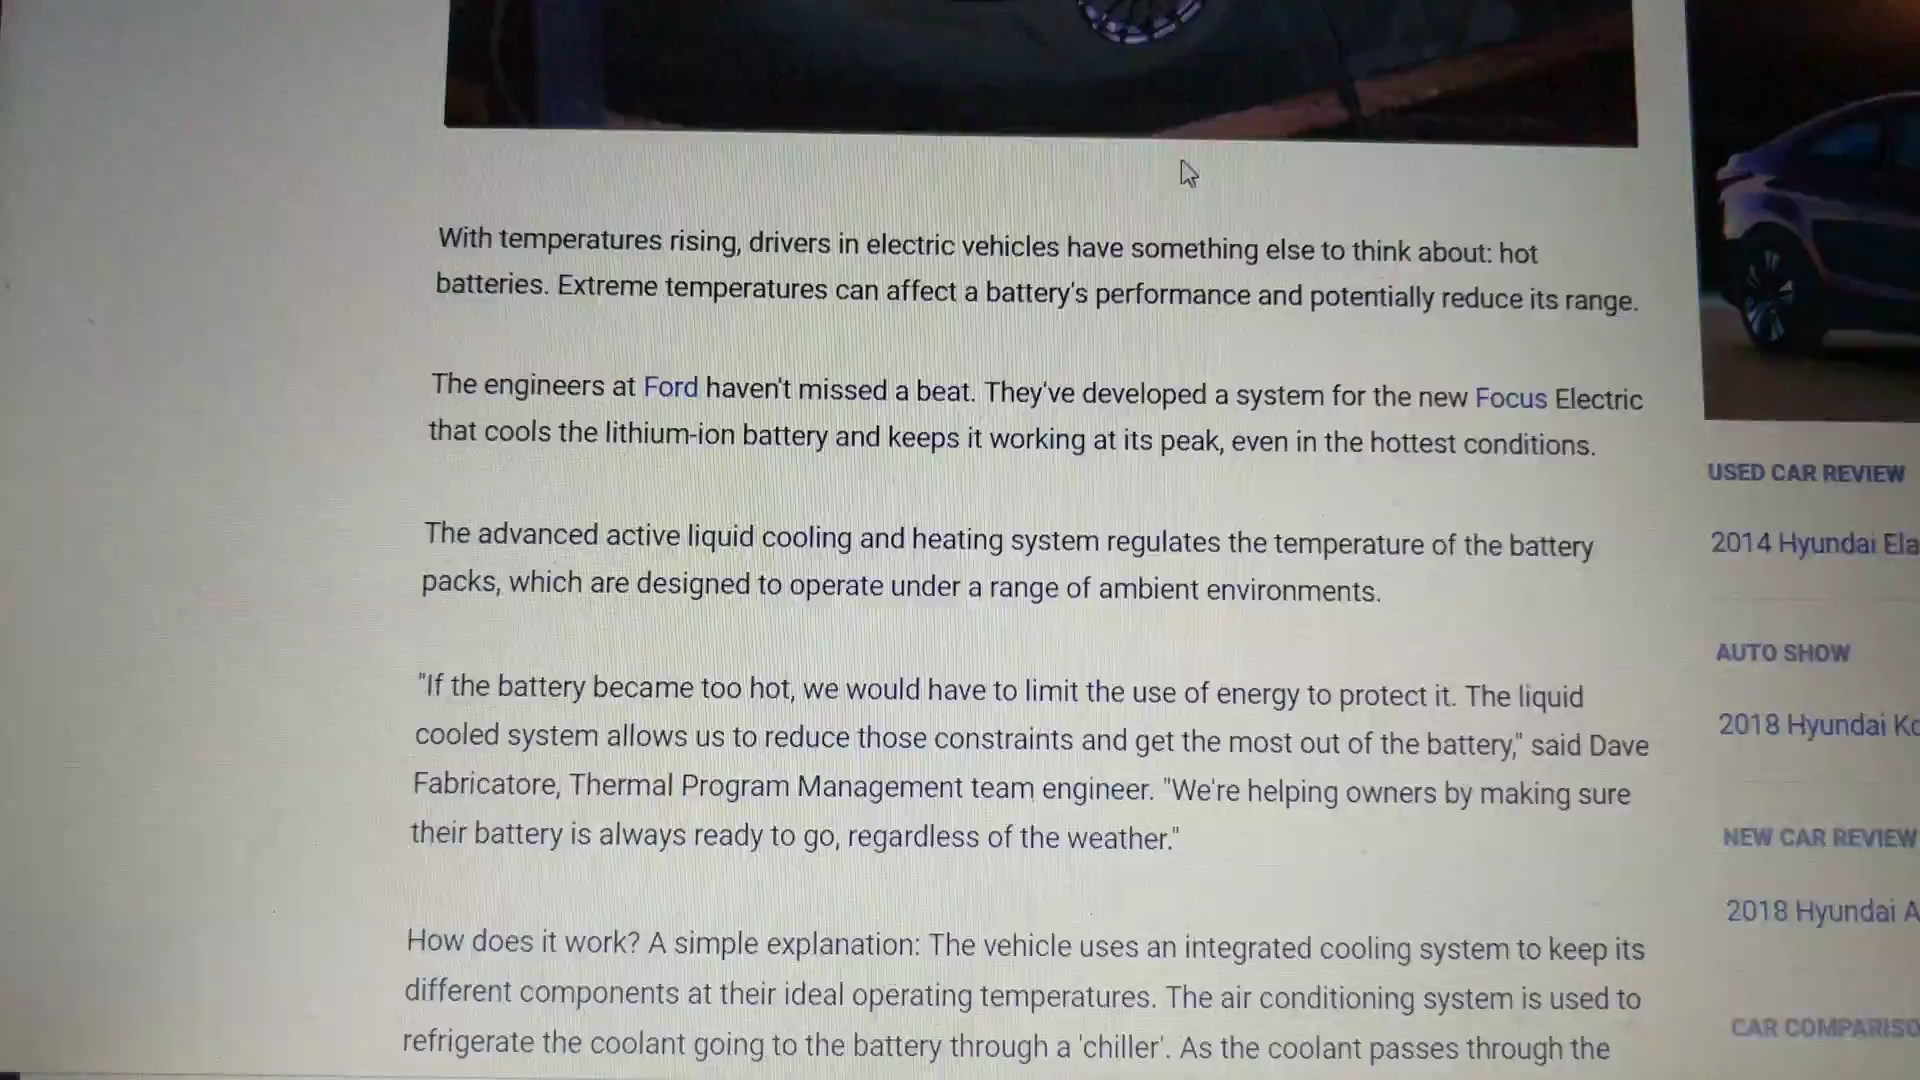 With temperatures rising, drivers in electric vehicles have something else to think about: hot
batteries. Extreme temperatures can affect a battery's performance and potentially reduce its range.
The engineers at Ford haven't missed a beat. They've developed a system for the new Focus Electric
that cools the lithium-ion battery and keeps it working at its peak, even in the hottest conditions.
The advanced active liquid cooling and heating system regulates the temperature of the battery
packs, which are designed to operate under a range of ambient environments.
"If the battery became too hot, we would have to limit the use of energy to protect it. The liquid
cooled system allows us to reduce those constraints and get the most out of the battery," said Dave
Fabricatore, Thermal Program Management team engineer. "We're helping owners by making sure
their battery is always ready to go, regardless of the weather."
How does it work? A simple explanation: The vehicle uses an integrated cooling system to keep its
different components at their ideal operating temperatures. The air conditioning system is used to
refrigerate the coolant going to the battery through a 'chiller'. As the coolant passes through the
USED CAR REVIEW
2014 Hyundai Ela
AUTO SHOW
2018 Hyundai Ko
NEW CAR REVIEW
2018 Hyundai A
CAR COMPARISO